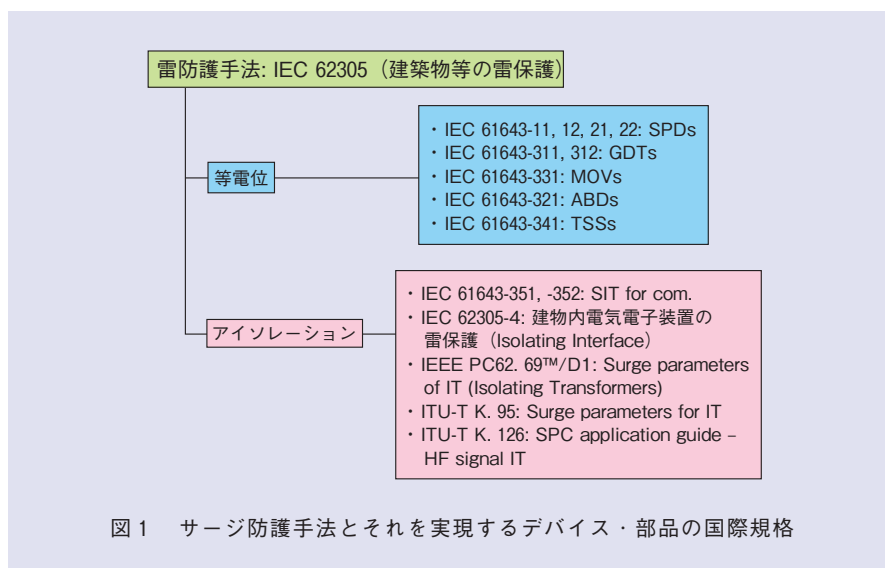 雷防護手法: IEC 62305（建築物等の雷保護）
等電位
・IEC 61643-11, 12, 21, 22: SPDs
・IEC 61643-311, 312: GDTs
・IEC 61643-331: MOVs
・IEC 61643-321: ABDs
・IEC 61643-341: TSSs
アイソレーション
・IEC 61643-351, -352: SIT for com.
・IEC 62305-4: 建物内電気電子装置の
雷保護（Isolating Interface）
・IEEE PC62. 69™/D1: Surge parameters
of IT (Isolating Transformers)
・ITU-T K. 95: Surge parameters for IT
・ITU-T K. 126: SPC application guide –
HF signal IT
図1　サージ防護手法とそれを実現するデバイス・部品の国際規格